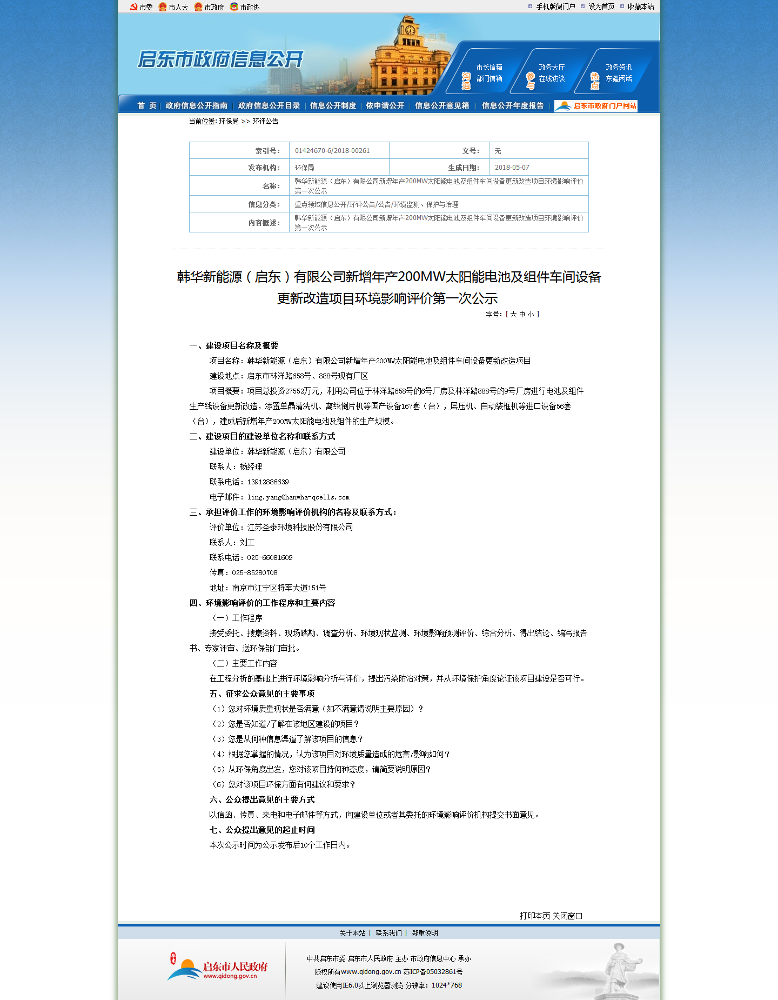 市委 市人大 市政府 市政协 手机版微门户 设为首页 收藏本站
启东市政府信息公开
沟通 市长信箱 部门信箱
参与 政务大厅 在线访谈
热点 政务资讯 东疆闲话
首 页 政府信息公开指南 政府信息公开目录 信息公开制度 依申请公开 信息公开意见箱 信息公开年度报告 启东市政府门户网站
当前位置: 环保局 >> 环评公告
索引号： 01424670-6/2018-00261 文号： 无
发布机构： 环保局 生成日期： 2018-05-07
名称： 韩华新能源（启东）有限公司新增年产200MW太阳能电池及组件车间设备更新改造项目环境影响评价
第一次公示
信息分类： 重点领域信息公开/环评公告/公告/环境监测、保护与治理
内容概述： 韩华新能源（启东）有限公司新增年产200MW太阳能电池及组件车间设备更新改造项目环境影响评价
第一次公示
韩华新能源（启东）有限公司新增年产200MW太阳能电池及组件车间设备
更新改造项目环境影响评价第一次公示
字号：[ 大 中 小 ]
一、建设项目名称及概要
项目名称：韩华新能源（启东）有限公司新增年产200MW太阳能电池及组件车间设备更新改造项目
建设地点：启东市林洋路658号、888号现有厂区
项目概要：项目总投资27552万元，利用公司位于林洋路658号的6号厂房及林洋路888号的9号厂房进行电池及组件
生产线设备更新改造，添置单晶清洗机、离线倒片机等国产设备167套（台），层压机、自动装框机等进口设备56套
（台），建成后新增年产200MW太阳能电池及组件的生产规模。
二、建设项目的建设单位名称和联系方式
建设单位：韩华新能源（启东）有限公司
联系人：杨经理
联系电话：13912886639
电子邮件：ling.yang@hanwha-qcells.com
三、承担评价工作的环境影响评价机构的名称及联系方式：
评价单位：江苏圣泰环境科技股份有限公司
联系人：刘工
联系电话：025-66081609
传真：025-85280708
地址：南京市江宁区将军大道151号
四、环境影响评价的工作程序和主要内容
（一）工作程序
接受委托、搜集资料、现场踏勘、调查分析、环境现状监测、环境影响预测评价、综合分析、得出结论、编写报告
书、专家评审、送环保部门审批。
（二）主要工作内容
在工程分析的基础上进行环境影响分析与评价，提出污染防治对策，并从环境保护角度论证该项目建设是否可行。
五、征求公众意见的主要事项
（1）您对环境质量现状是否满意（如不满意请说明主要原因）？
（2）您是否知道/了解在该地区建设的项目？
（3）您是从何种信息渠道了解该项目的信息？
（4）根据您掌握的情况，认为该项目对环境质量造成的危害/影响如何？
（5）从环保角度出发，您对该项目持何种态度，请简要说明原因？
（6）您对该项目环保方面有何建议和要求？
六、公众提出意见的主要方式
以信函、传真、来电和电子邮件等方式，向建设单位或者其委托的环境影响评价机构提交书面意见。
七、公众提出意见的起止时间
本次公示时间为公示发布后10个工作日内。
打印本页 关闭窗口
关于本站 | 联系我们 | 郑重说明
启东市人民政府
www.qidong.gov.cn
中共启东市委 启东市人民政府 主办 市政府信息中心 承办
版权所有www.qidong.gov.cn 苏ICP备05032861号
建议使用IE6.0以上浏览器浏览 分辨率：1024*768